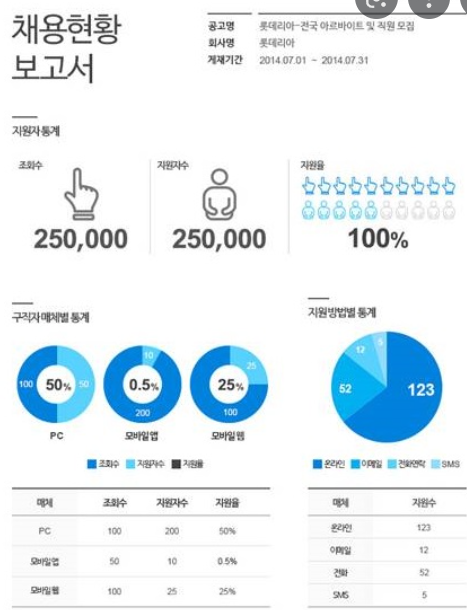 채용현황
보고서
공고명 롯데리아-전국 아르바이트 및 직원 모집
회사명 롯데리아
게재기간 2014.07.01 ~ 2014.07.31
지원자 통계
조회수 지원자수 지원율
250,000 250,000 100%
구직자 매체별 통계
지원방법별 통계
100 50% 50
10 0.5% 200
25 25% 100
PC 모바일앱 모바일웹
12 5 52 123
조회수 지원자수 지원율
온라인 이메일 전화연락 SMS
매체 조회수 지원자수 지원율
PC 100 200 50%
모바일앱 50 10 0.5%
모바일웹 100 25 25%
매체 지원수
온라인 123
이메일 12
전화 52
SMS 5